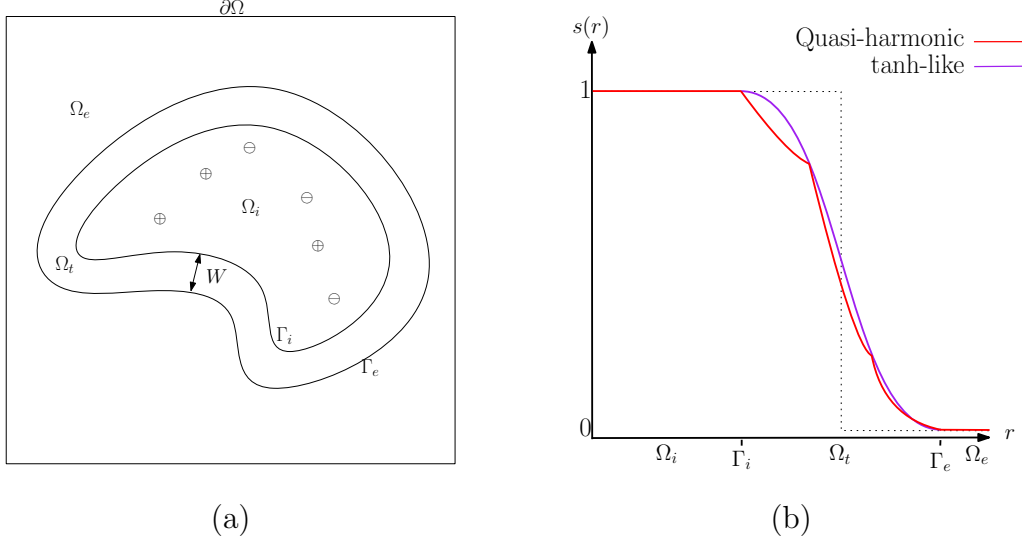 ∂Ω
Ω_e
⊖
⊕
⊖
Ω_i
⊕
⊕
Ω_t
W
⊖
Γ_i
Γ_e
(a)
s(r)
Quasi-harmonic
tanh-like
1
0
r
Ω_i
Γ_i
Ω_t
Γ_e
Ω_e
(b)